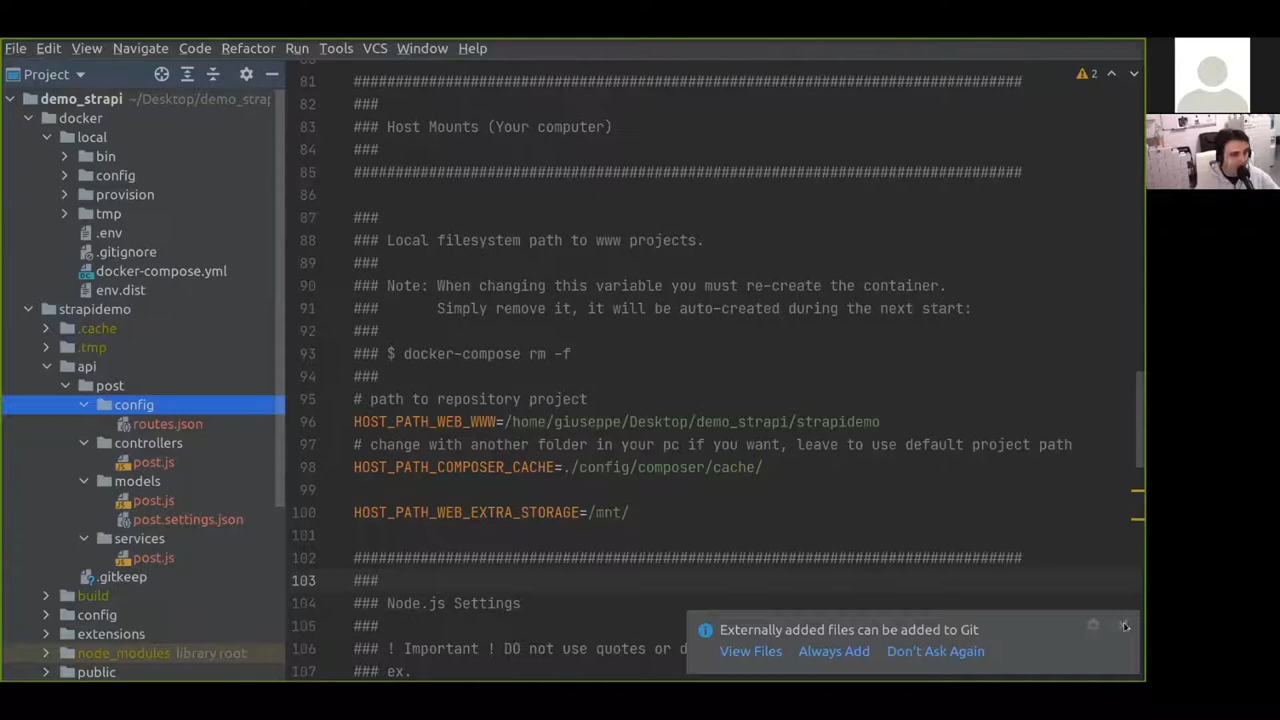 File Edit View Navigate Code Refactor Run Tools VCS Window Help
Project
demo_strapi ~/Desktop/demo_strap
docker
local
bin
config
provision
tmp
.env
.gitignore
docker-compose.yml
env.dist
strapidemo
.cache
.tmp
api
post
config
routes.json
controllers
post.js
models
post.js
post.settings.json
services
post.js
.gitkeep
build
config
extensions
node_modules library root
public
2
81 ################################################################################
82 ###
83 ### Host Mounts (Your computer)
84 ###
85 ################################################################################
86
87 ###
88 ### Local filesystem path to www projects.
89 ###
90 ### Note: When changing this variable you must re-create the container.
91 ###       Simply remove it, it will be auto-created during the next start:
92 ###
93 ### $ docker-compose rm -f
94 ###
95 # path to repository project
96 HOST_PATH_WEB_WWW=/home/giuseppe/Desktop/demo_strapi/strapidemo
97 # change with another folder in your pc if you want, leave to use default project path
98 HOST_PATH_COMPOSER_CACHE=./config/composer/cache/
99
100 HOST_PATH_WEB_EXTRA_STORAGE=/mnt/
101
102 ################################################################################
103 ###
104 ### Node.js Settings
105 ###
106 ### ! Important ! DO not use quotes or d
107 ### ex.
Externally added files can be added to Git
View Files Always Add Don't Ask Again